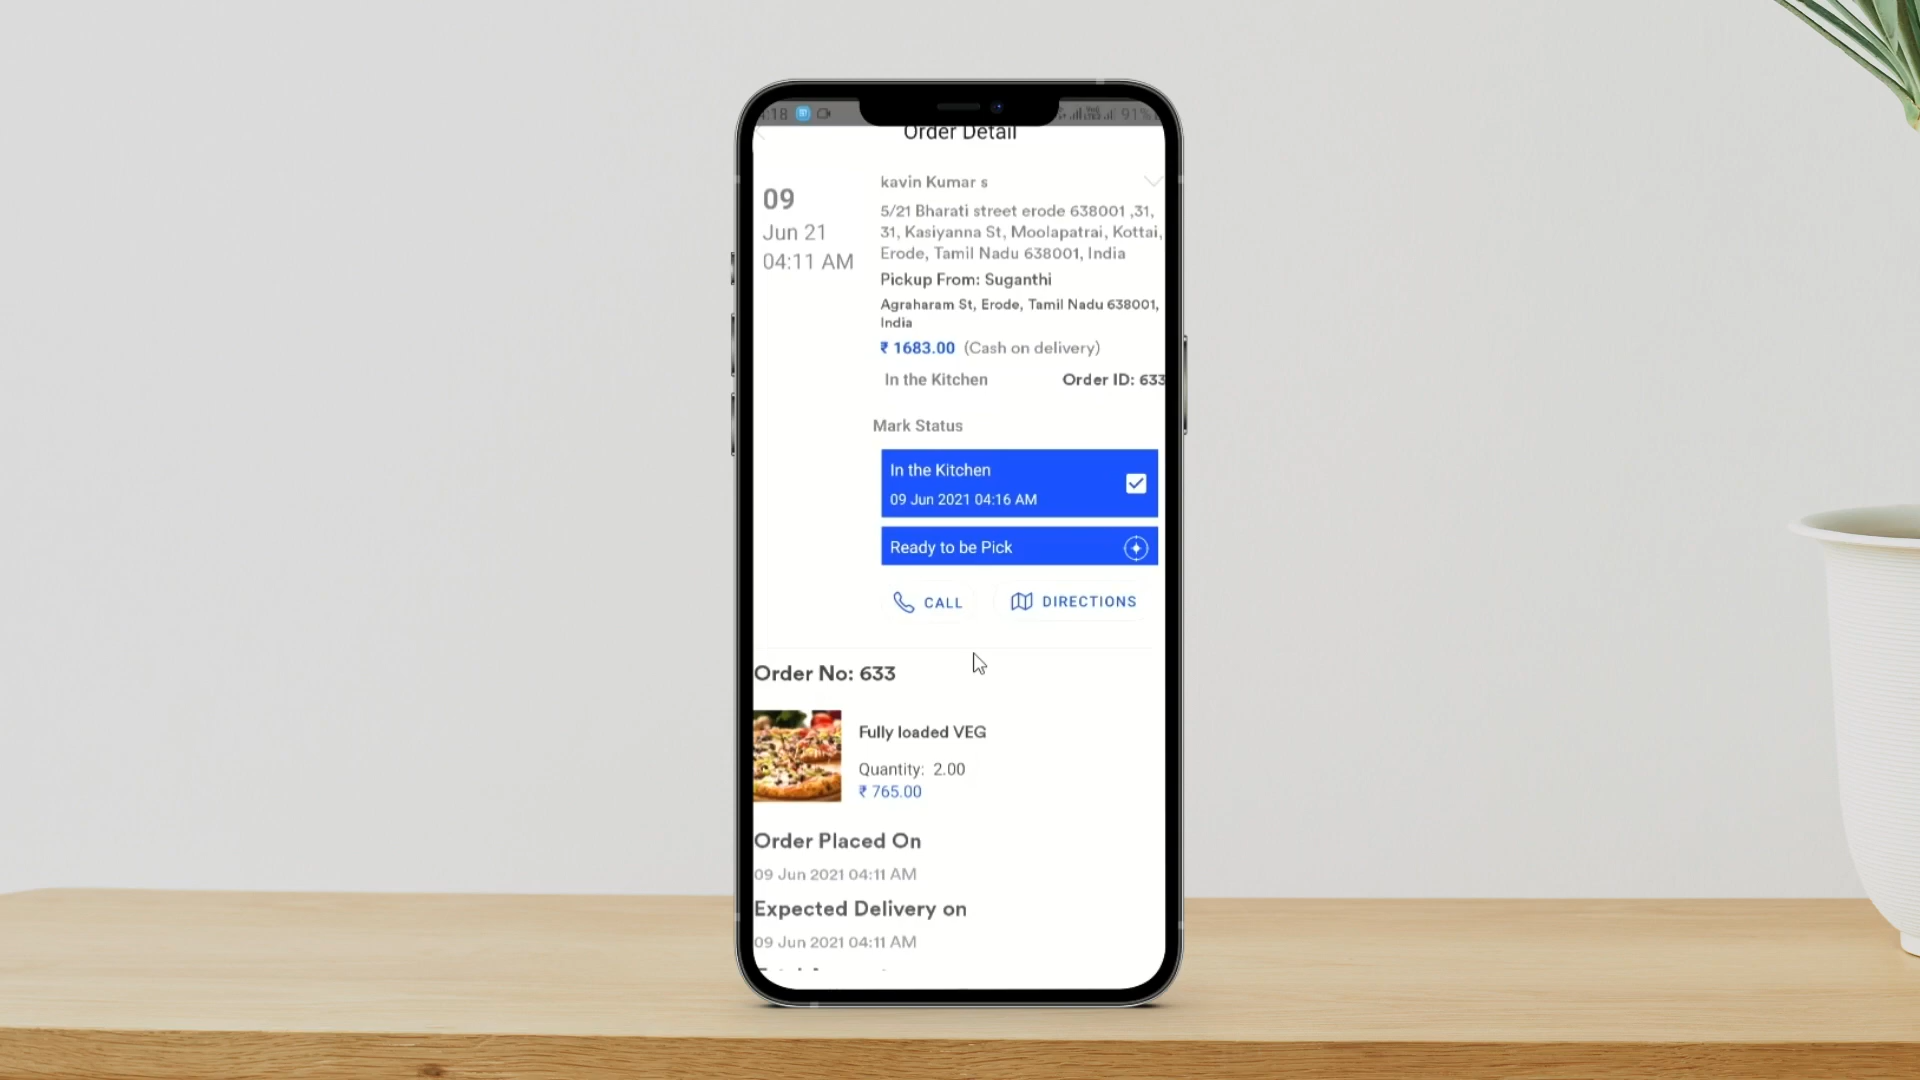 :18 91%
Order Detail
09
Jun 21
04:11 AM
kavin Kumar s
5/21 Bharati street erode 638001 ,31,
31, Kasiyanna St, Moolapatrai, Kottai,
Erode, Tamil Nadu 638001, India
Pickup From: Suganthi
Agraharam St, Erode, Tamil Nadu 638001,
India
₹ 1683.00 (Cash on delivery)
In the Kitchen Order ID: 633
Mark Status
In the Kitchen
09 Jun 2021 04:16 AM
Ready to be Pick
CALL DIRECTIONS
Order No: 633
Fully loaded VEG
Quantity: 2.00
₹ 765.00
Order Placed On
09 Jun 2021 04:11 AM
Expected Delivery on
09 Jun 2021 04:11 AM